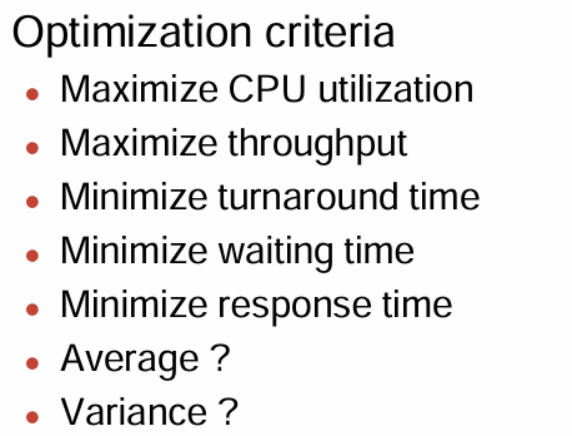 Optimization criteria
• Maximize CPU utilization
• Maximize throughput
• Minimize turnaround time
• Minimize waiting time
• Minimize response time
• Average ?
• Variance ?